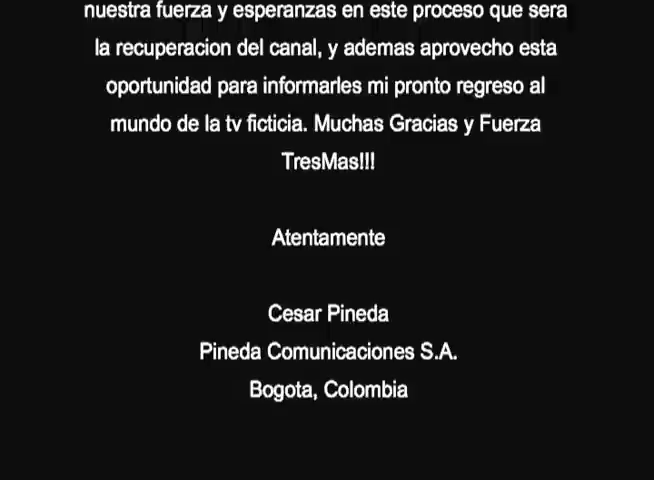 nuestra fuerza y esperanzas en este proceso que sera
la recuperacion del canal, y ademas aprovecho esta
oportunidad para informarles mi pronto regreso al
mundo de la tv ficticia. Muchas Gracias y Fuerza
TresMas!!!
Atentamente
Cesar Pineda
Pineda Comunicaciones S.A.
Bogota, Colombia